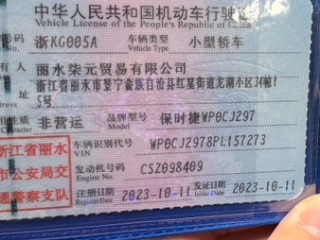 中华人民共和国机动车行驶证
Vehicle License of the People's Republic of China
号牌号码 浙KG005A 车辆类型 小型轿车
Vehicle Type
有人 丽水柒元贸易有限公司
浙江省丽水市景宁畲族自治县红星街道龙湖小区34幢1
5号
质 非营运 品牌型号 保时捷WP0CJ297
Model
浙江省丽水 车辆识别代号 WP0CJ2978PL157273
VIN
市公安局交 发动机号码 CSZ098409
Engine No.
通警察支队 注册日期 2023-10-11 发证日期 2023-10-11
Register Date Issue Date